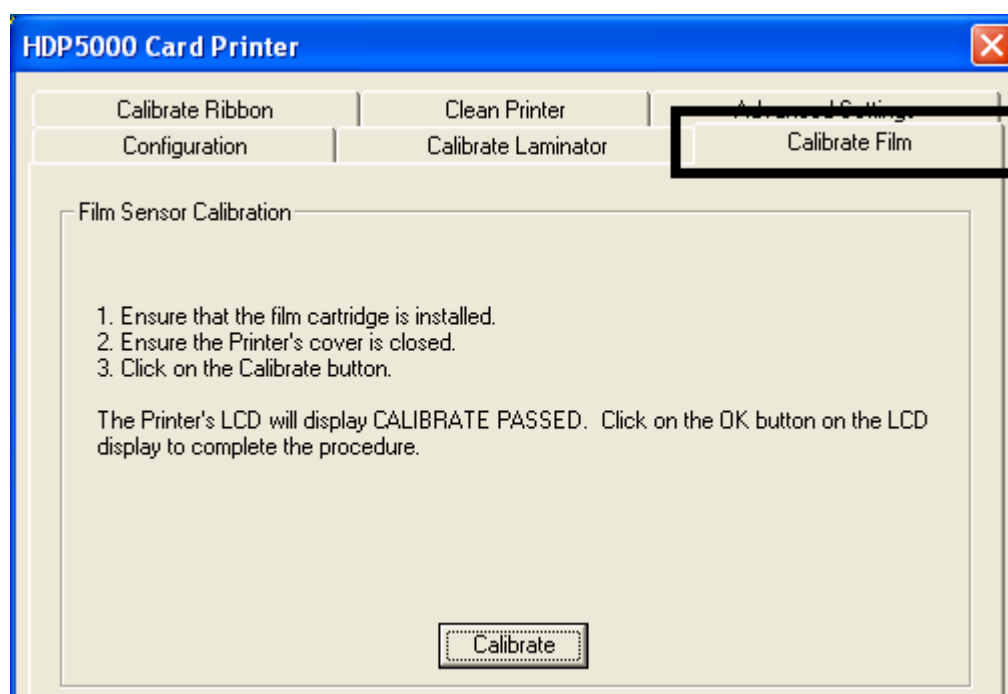 HDP5000 Card Printer
Calibrate Ribbon
Clean Printer
Advanced Settings
Configuration
Calibrate Laminator
Calibrate Film
Film Sensor Calibration
1. Ensure that the film cartridge is installed.
2. Ensure the Printer's cover is closed.
3. Click on the Calibrate button.
The Printer's LCD will display CALIBRATE PASSED.  Click on the OK button on the LCD
display to complete the procedure.
Calibrate